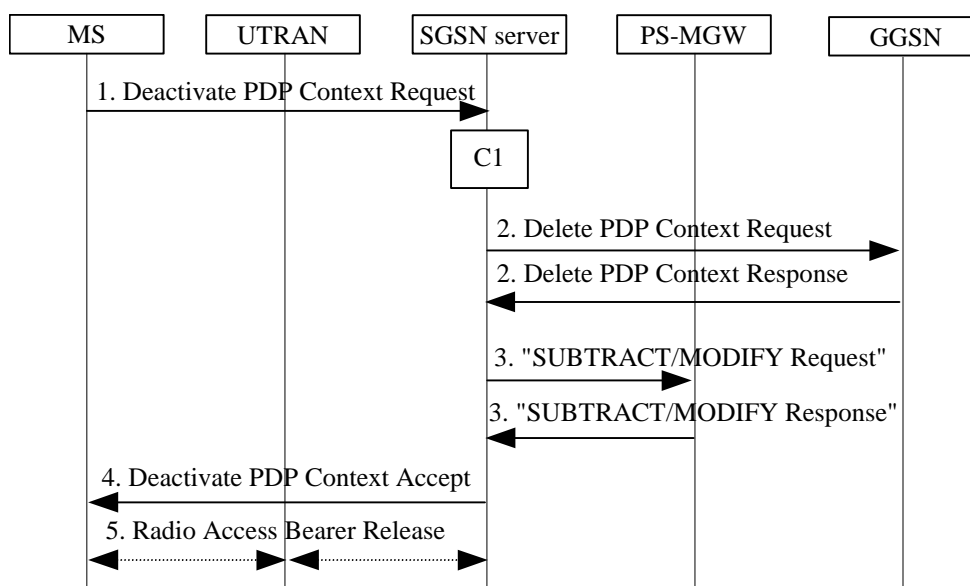 MS
UTRAN
SGSN server
PS-MGW
GGSN
1. Deactivate PDP Context Request
C1
2. Delete PDP Context Request
2. Delete PDP Context Response
3. "SUBTRACT/MODIFY Request"
3. "SUBTRACT/MODIFY Response"
4. Deactivate PDP Context Accept
5. Radio Access Bearer Release